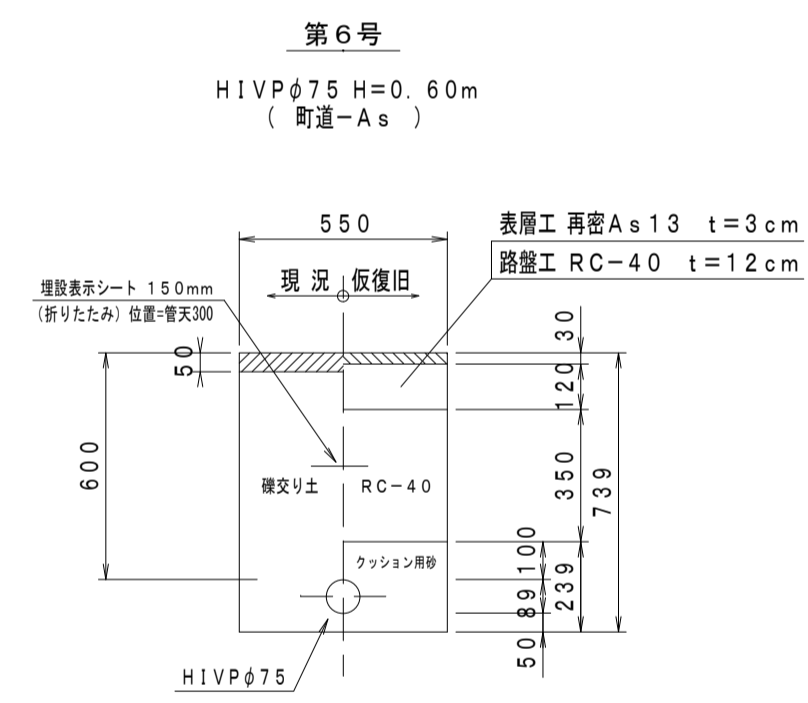 第6号
HIVPφ75 H=0.60m
( 町道-As )
550
表層工 再密As13 t=3cm
路盤工 RC-40 t=12cm
現 況
仮復旧
埋設表示シート 150mm
(折りたたみ) 位置=管天300
50
600
30
120
350
739
礫交り土
RC-40
クッション用砂
100
89
239
50
HIVPφ75